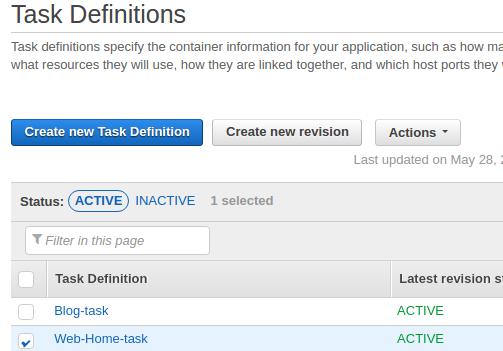 Task Definitions
Task definitions specify the container information for your application, such as how
what resources they will use, how they are linked together, and which host ports they
Create new Task Definition Create new revision Actions
Last updated on May 28,
Status: ACTIVE INACTIVE 1 selected
Filter in this page
Task Definition Latest revision
Blog-task ACTIVE
Web-Home-task ACTIVE